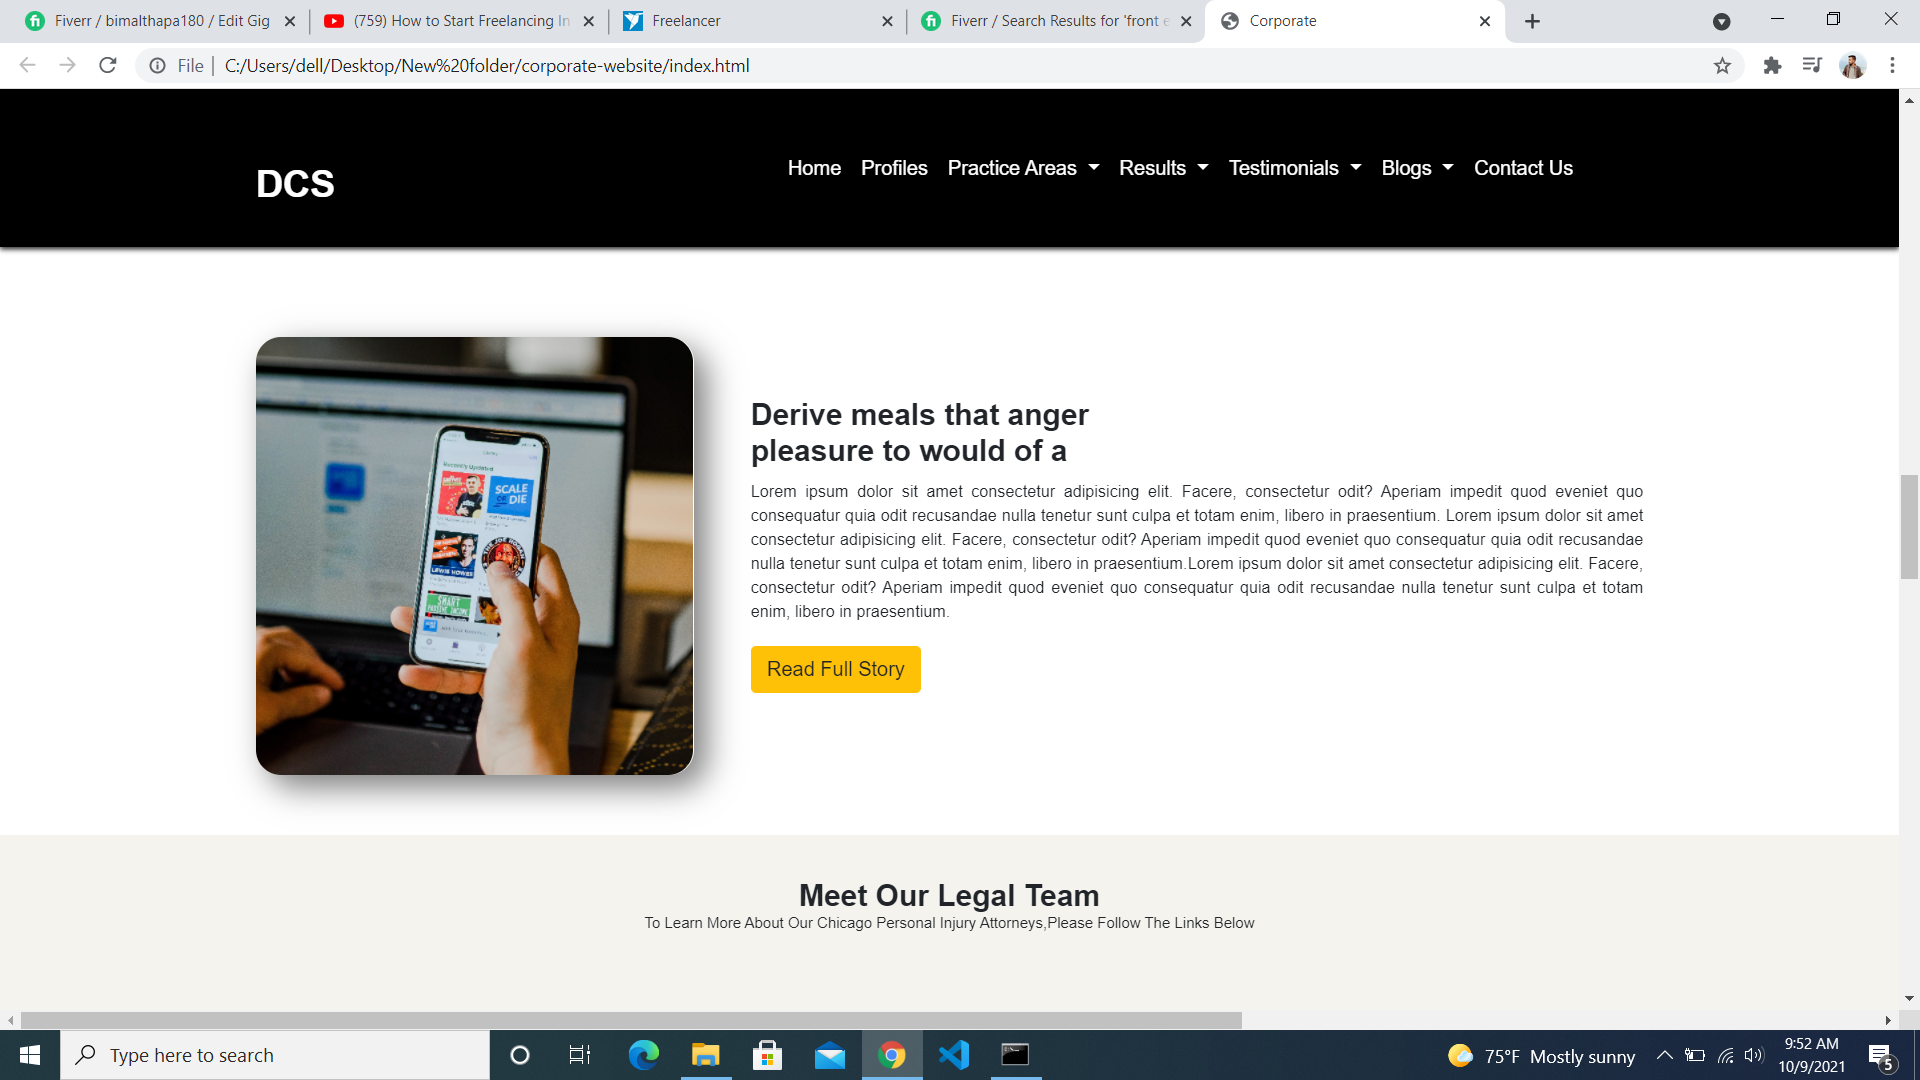 Fiverr / bimalthapa180 / Edit Gig
(759) How to Start Freelancing In
Freelancer
Fiverr / Search Results for 'front e
Corporate
File
C:/Users/dell/Desktop/New%20folder/corporate-website/index.html
DCS
Home Profiles Practice Areas Results Testimonials Blogs Contact Us
Recently Updated
SCALE
OR
DIE
LEWIS HOWES
SMART
PASSIVE INCOME
Derive meals that anger
pleasure to would of a
Lorem ipsum dolor sit amet consectetur adipisicing elit. Facere, consectetur odit? Aperiam impedit quod eveniet quo
consequatur quia odit recusandae nulla tenetur sunt culpa et totam enim, libero in praesentium. Lorem ipsum dolor sit amet
consectetur adipisicing elit. Facere, consectetur odit? Aperiam impedit quod eveniet quo consequatur quia odit recusandae
nulla tenetur sunt culpa et totam enim, libero in praesentium.Lorem ipsum dolor sit amet consectetur adipisicing elit. Facere,
consectetur odit? Aperiam impedit quod eveniet quo consequatur quia odit recusandae nulla tenetur sunt culpa et totam
enim, libero in praesentium.
Read Full Story
Meet Our Legal Team
To Learn More About Our Chicago Personal Injury Attorneys,Please Follow The Links Below
Type here to search
75°F Mostly sunny
9:52 AM
10/9/2021
5